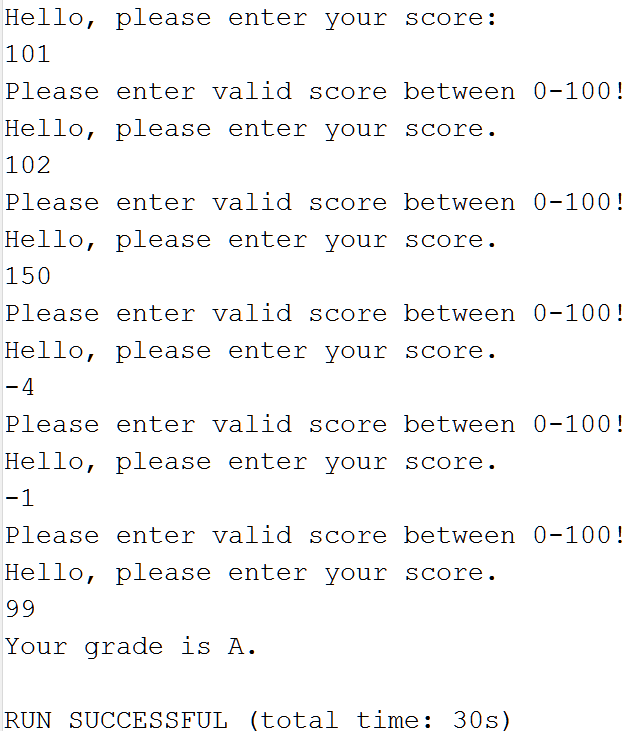 Hello, please enter your score:
101
Please enter valid score between 0-100!
Hello, please enter your score.
102
Please enter valid score between 0-100!
Hello, please enter your score.
150
Please enter valid score between 0-100!
Hello, please enter your score.
-4
Please enter valid score between 0-100!
Hello, please enter your score.
-1
Please enter valid score between 0-100!
Hello, please enter your score.
99
Your grade is A.
RUN SUCCESSFUL (total time: 30s)